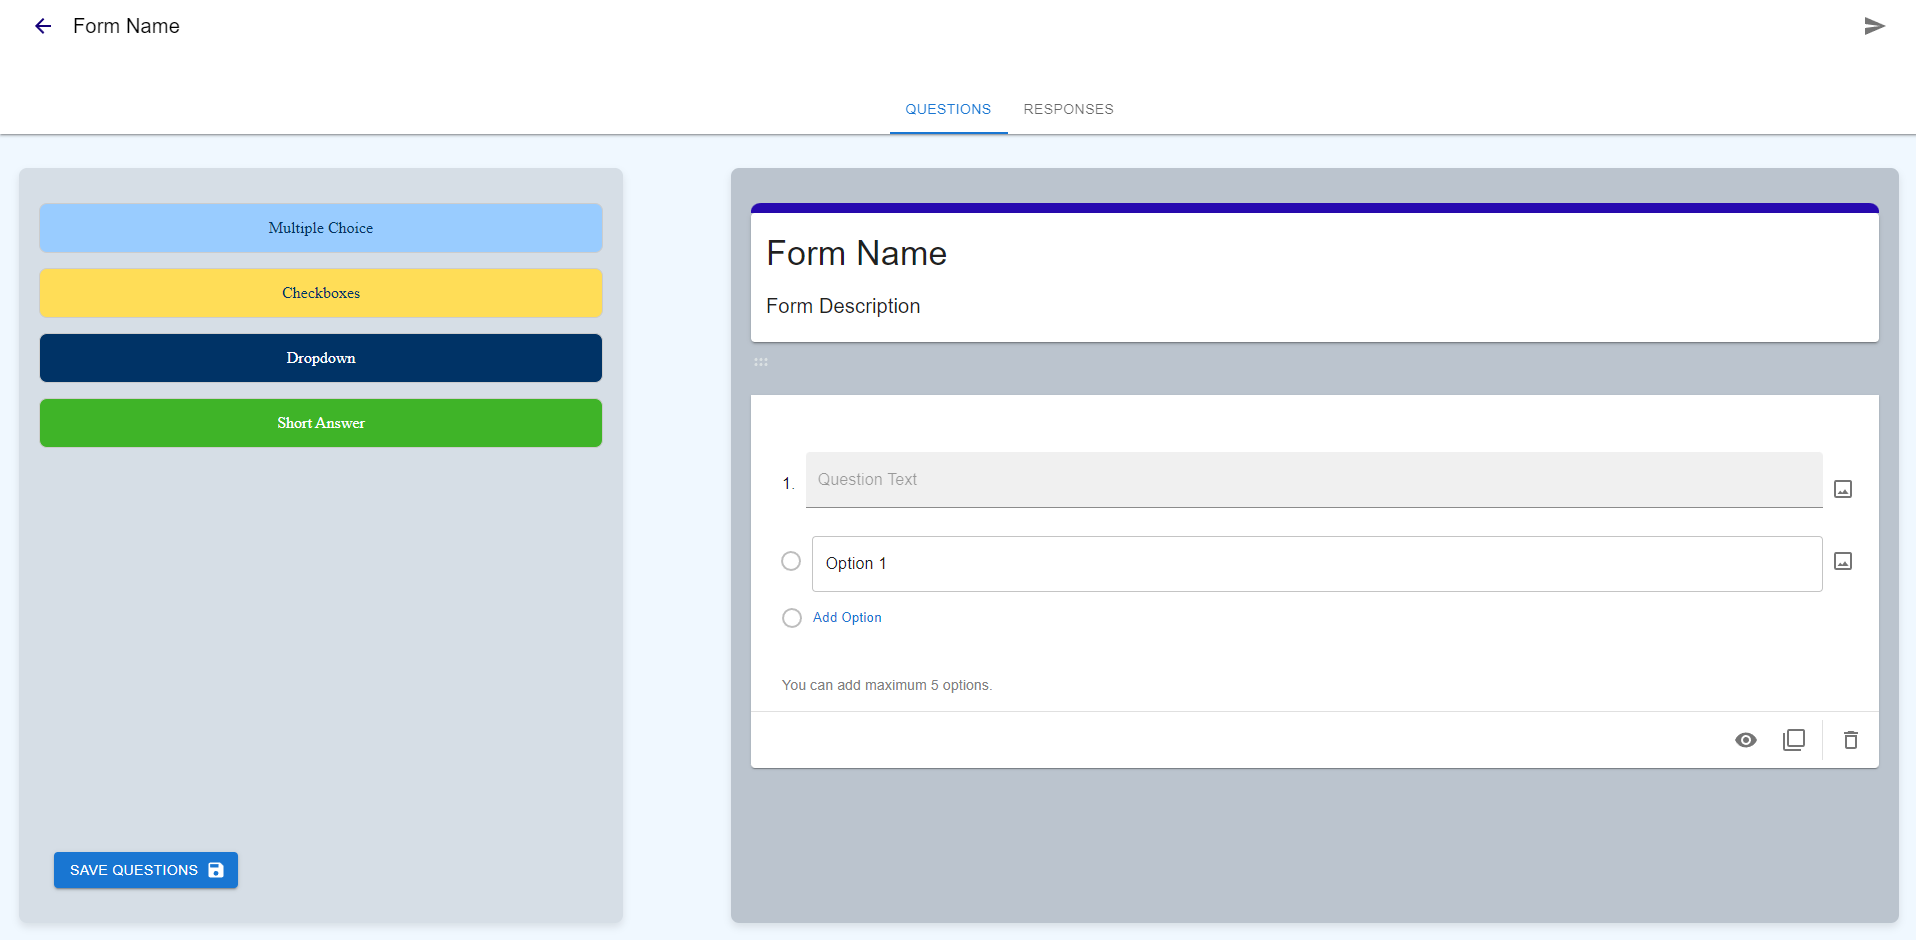 Form Name
QUESTIONS RESPONSES
Multiple Choice
Checkboxes
Dropdown
Short Answer
SAVE QUESTIONS
Form Name
Form Description
1. Question Text
Option 1
Add Option
You can add maximum 5 options.